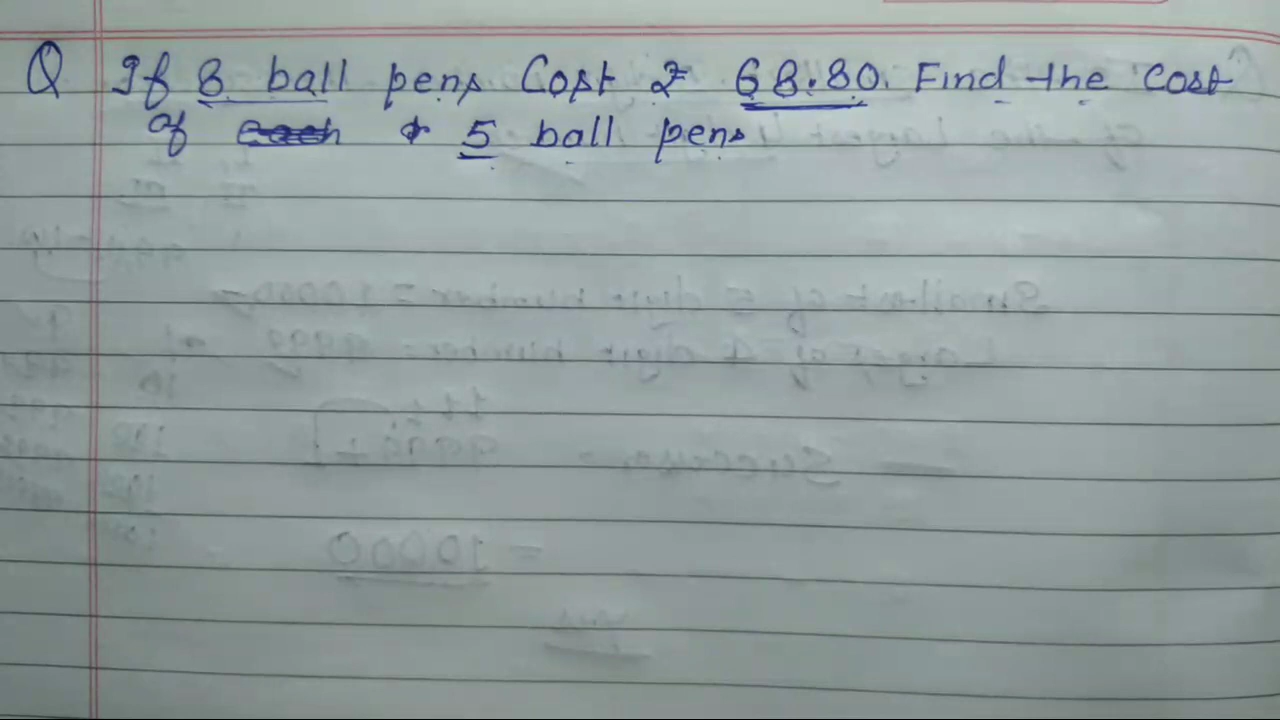 Q If 8 ball pens Cost ₹ 68.80. Find the Cost
of 5 ball pens